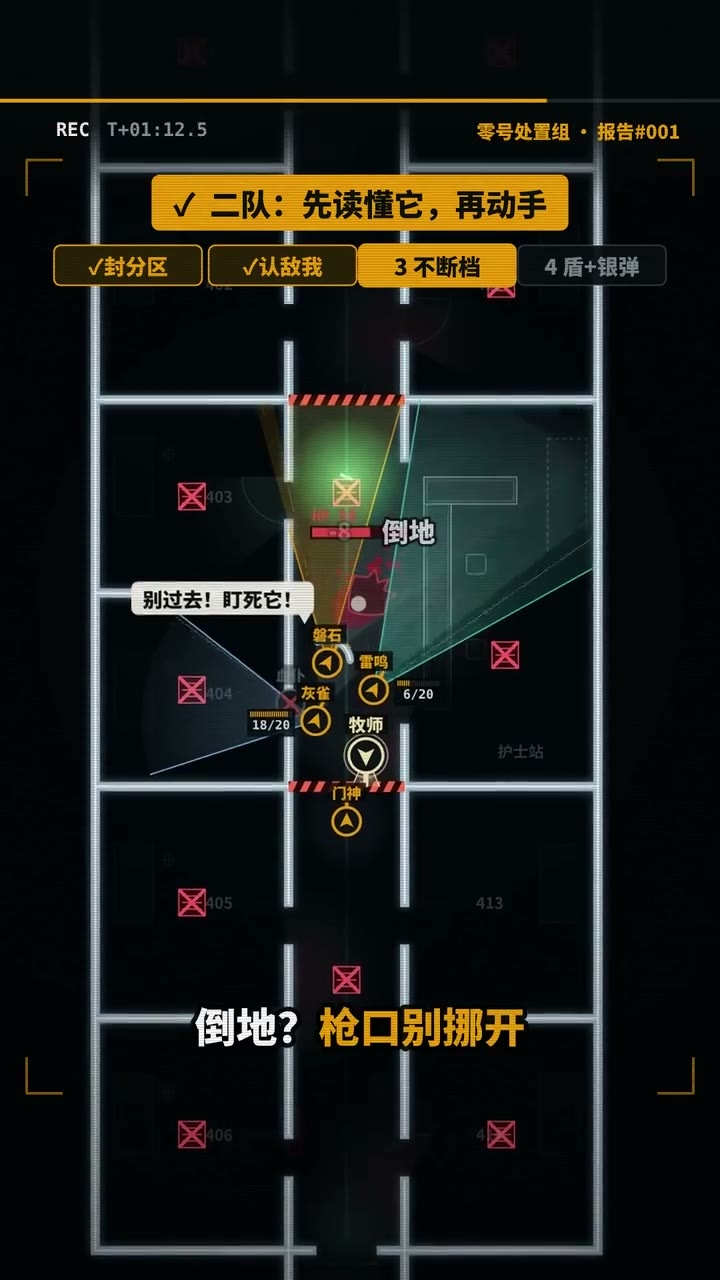 REC T+01:12.5
零号处置组 · 报告#001
✓ 二队：先读懂它，再动手
✓封分区
✓认敌我
3 不断档
4 盾+银弹
403
-8
倒地
别过去！盯死它！
磐石
雷鸣
6/20
404
灰雀
18/20
牧师
护士站
门神
405
413
倒地？枪口别挪开
406